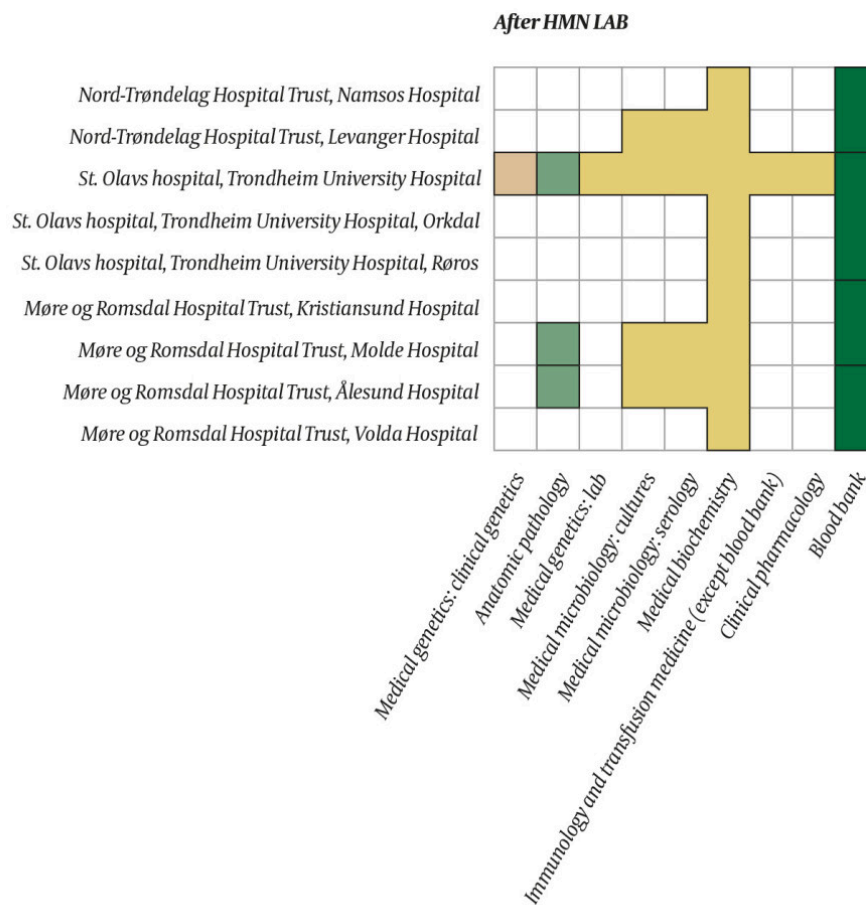 After HMN LAB
Nord-Trøndelag Hospital Trust, Namsos Hospital
Nord-Trøndelag Hospital Trust, Levanger Hospital
St. Olavs hospital, Trondheim University Hospital
St. Olavs hospital, Trondheim University Hospital, Orkdal
St. Olavs hospital, Trondheim University Hospital, Røros
Møre og Romsdal Hospital Trust, Kristiansund Hospital
Møre og Romsdal Hospital Trust, Molde Hospital
Møre og Romsdal Hospital Trust, Ålesund Hospital
Møre og Romsdal Hospital Trust, Volda Hospital
Medical genetics: clinical genetics
Anatomic pathology
Medical genetics: lab
Medical microbiology: cultures
Medical microbiology: serology
Medical biochemistry
Immunology and transfusion medicine (except blood bank)
Clinical pharmacology
Blood bank